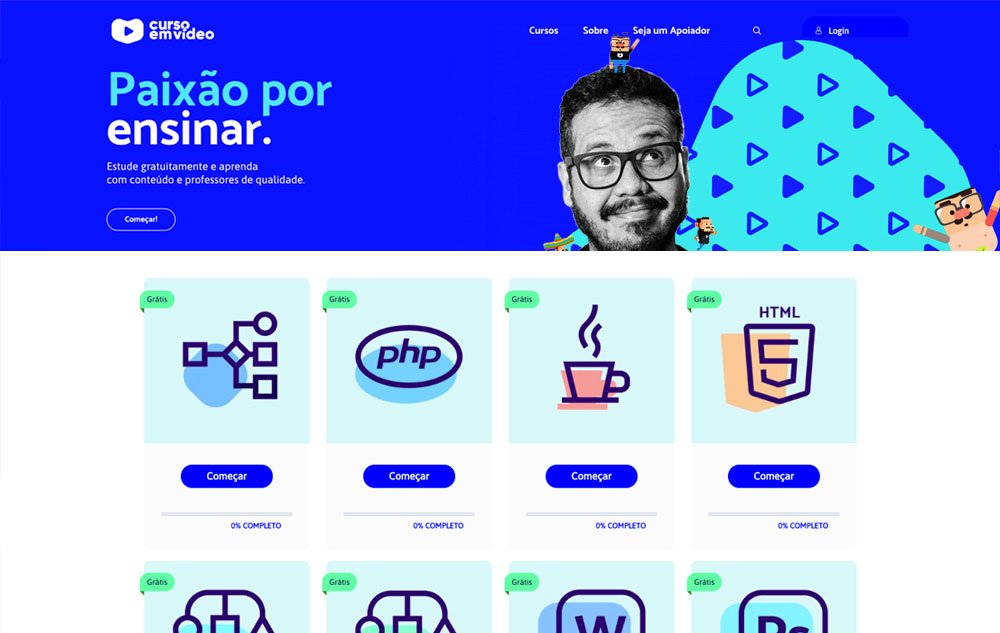 curso
emvídeo
Cursos
Sobre
Seja um Apoiador
Login
Paixão por
ensinar.
Estude gratuitamente e aprenda
com conteúdo e professores de qualidade.
Começar!
Grátis
Grátis
Grátis
Grátis
php
HTML
5
Começar
Começar
Começar
Começar
0% COMPLETO
0% COMPLETO
0% COMPLETO
0% COMPLETO
Grátis
Grátis
Grátis
Grátis
W
Ps